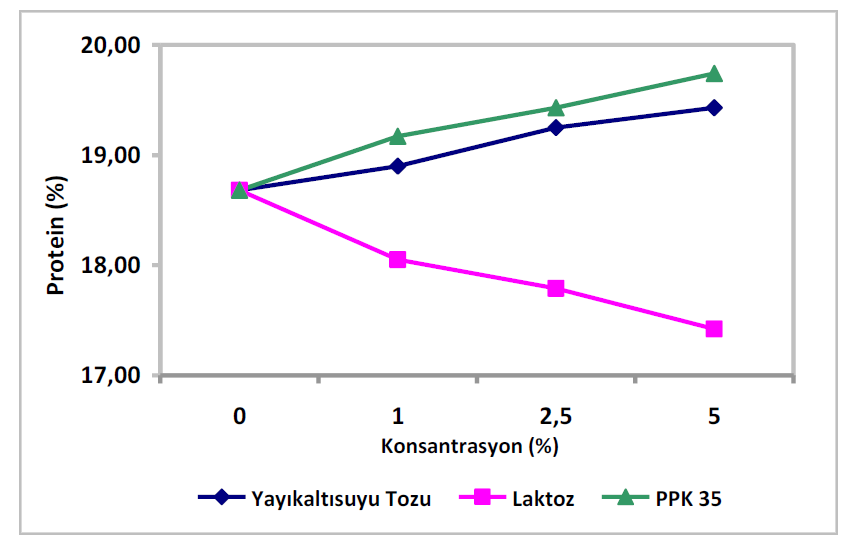 20,00
19,00
18,00
17,00
Protein (%)
0 1 2,5 5
Konsantrasyon (%)
Yayıkaltısuyu Tozu Laktoz PPK 35